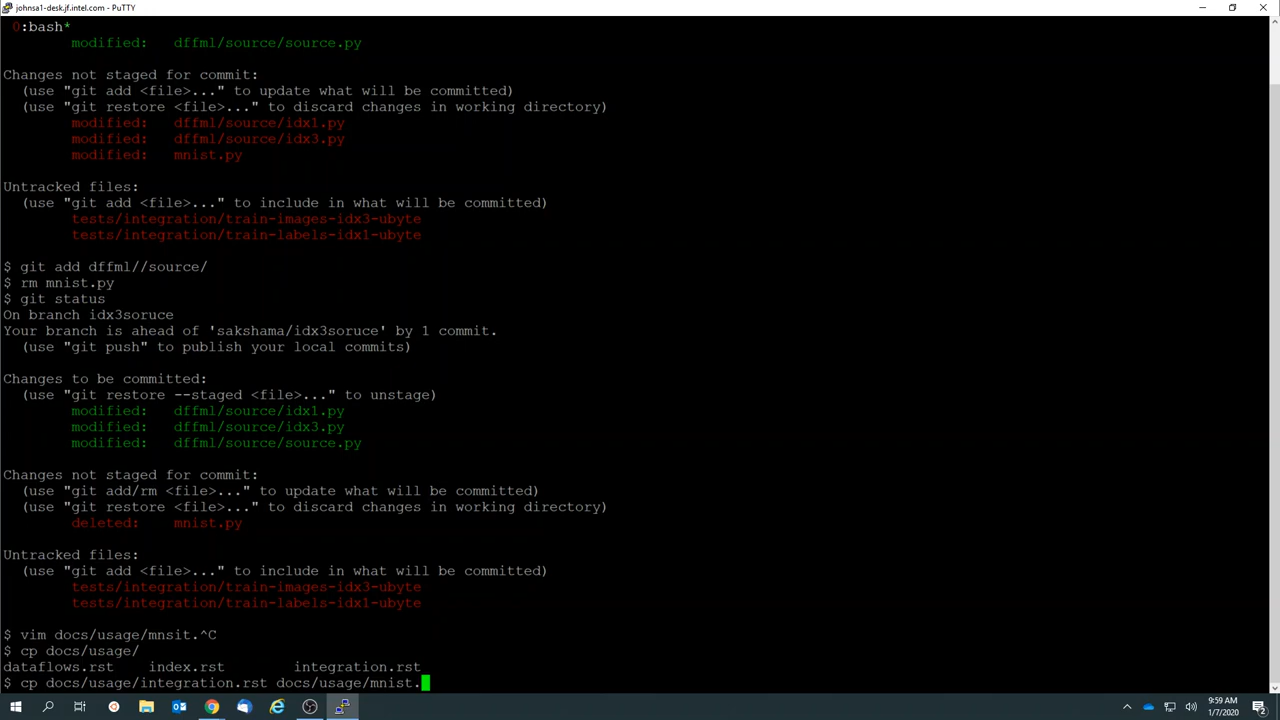 johnsa1-desk.jf.intel.com - PuTTY
0:bash*
modified:   dffml/source/source.py
Changes not staged for commit:
(use "git add <file>..." to update what will be committed)
(use "git restore <file>..." to discard changes in working directory)
modified:   dffml/source/idx1.py
modified:   dffml/source/idx3.py
modified:   mnist.py
Untracked files:
(use "git add <file>..." to include in what will be committed)
tests/integration/train-images-idx3-ubyte
tests/integration/train-labels-idx1-ubyte
$ git add dffml//source/
$ rm mnist.py
$ git status
On branch idx3soruce
Your branch is ahead of 'sakshama/idx3soruce' by 1 commit.
(use "git push" to publish your local commits)
Changes to be committed:
(use "git restore --staged <file>..." to unstage)
modified:   dffml/source/idx1.py
modified:   dffml/source/idx3.py
modified:   dffml/source/source.py
Changes not staged for commit:
(use "git add/rm <file>..." to update what will be committed)
(use "git restore <file>..." to discard changes in working directory)
deleted:    mnist.py
Untracked files:
(use "git add <file>..." to include in what will be committed)
tests/integration/train-images-idx3-ubyte
tests/integration/train-labels-idx1-ubyte
$ vim docs/usage/mnsit.^C
$ cp docs/usage/
dataflows.rst    index.rst        integration.rst
$ cp docs/usage/integration.rst docs/usage/mnist.
9:59 AM
1/7/2020
2